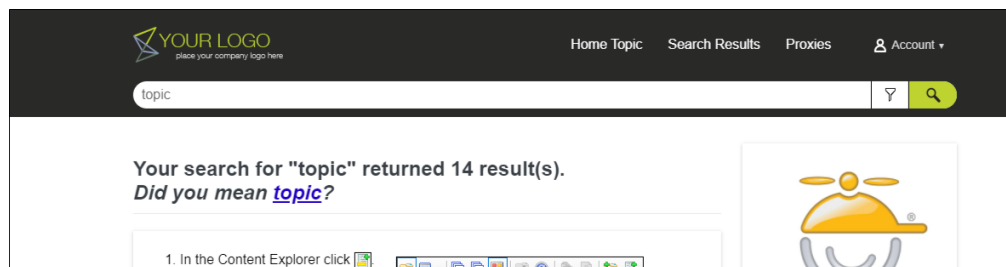 YOUR LOGO
place your company logo here
Home Topic Search Results Proxies Account
topic
Your search for "topic" returned 14 result(s).
Did you mean topic?
®
1. In the Content Explorer click